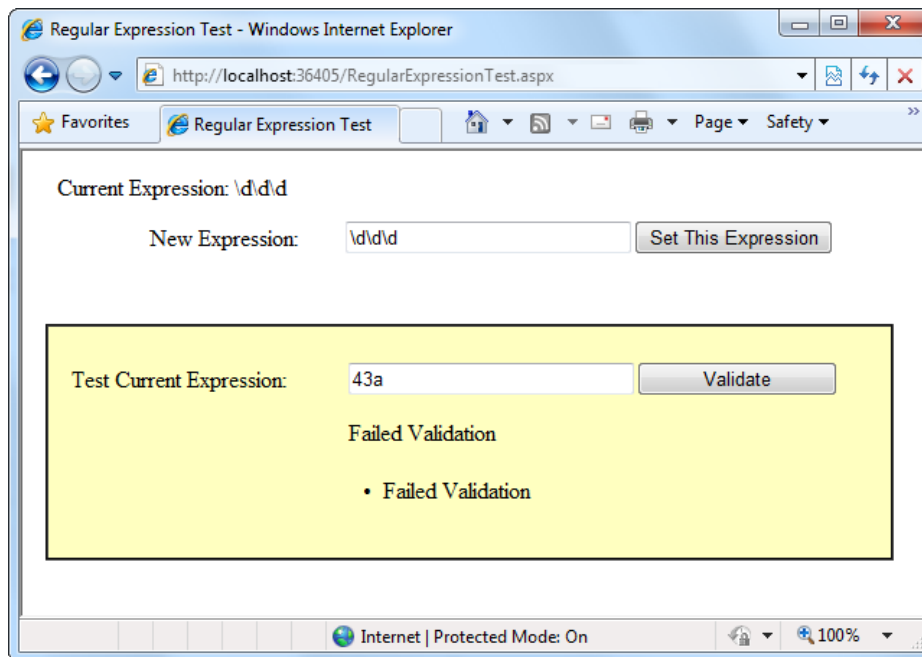 Regular Expression Test - Windows Internet Explorer
http://localhost:36405/RegularExpressionTest.aspx
Favorites Regular Expression Test Page Safety »
Current Expression: \d\d\d
New Expression: \d\d\d Set This Expression
Test Current Expression: 43a Validate
Failed Validation
• Failed Validation
Internet | Protected Mode: On 100%